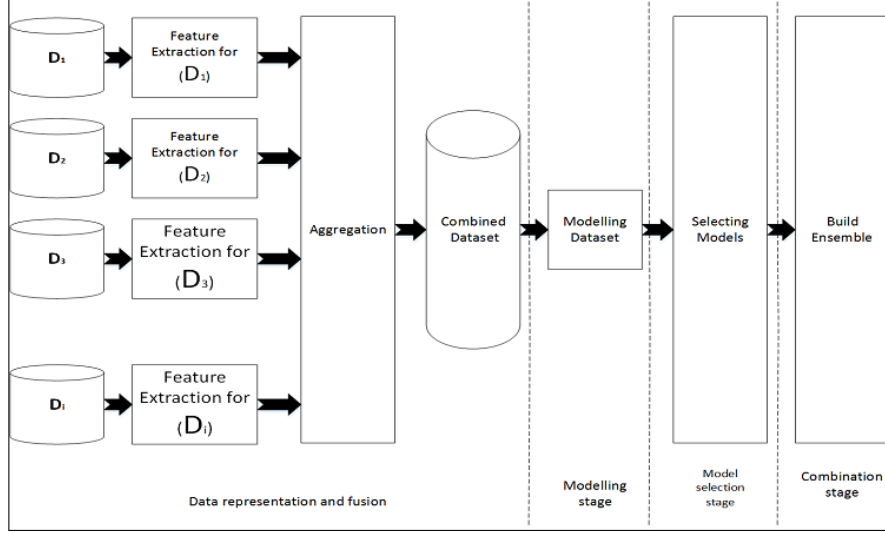 D₁
Feature
Extraction for
(D₁)
D₂
Feature
Extraction for
(D₂)
D₃
Feature
Extraction for
(D₃)
Dᵢ
Feature
Extraction for
(Dᵢ)
Aggregation
Combined
Dataset
Modelling
Dataset
Selecting
Models
Build
Ensemble
Data representation and fusion
Modelling
stage
Model
selection
stage
Combination
stage